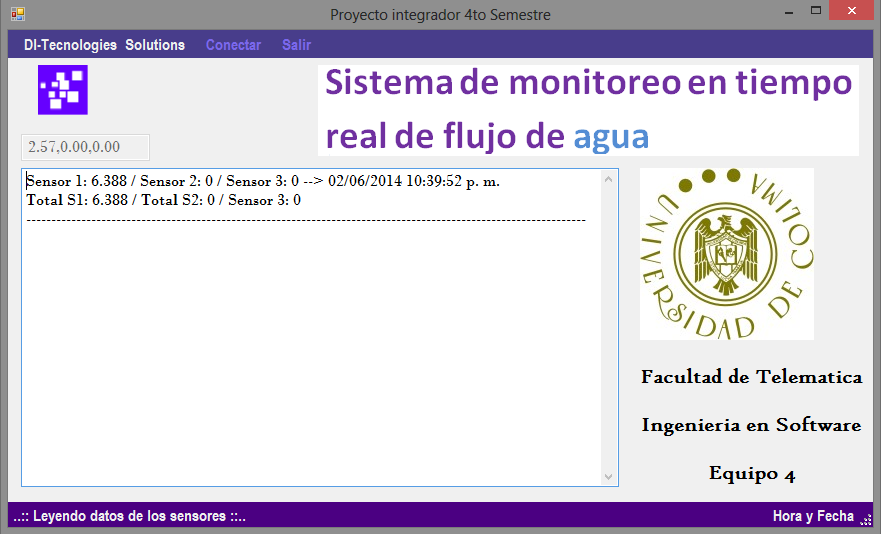 Proyecto integrador 4to Semestre
DI-Tecnologies Solutions Conectar Salir
Sistema de monitoreo en tiempo
real de flujo de agua
2.57,0.00,0.00
Sensor 1: 6.388 / Sensor 2: 0 / Sensor 3: 0 --> 02/06/2014 10:39:52 p. m.
Total S1: 6.388 / Total S2: 0 / Sensor 3: 0
----------------------------------------------------------------------------------------------------------------
UNIVERSIDAD DE COLIMA
Facultad de Telematica
Ingenieria en Software
Equipo 4
..:: Leyendo datos de los sensores ::..
Hora y Fecha